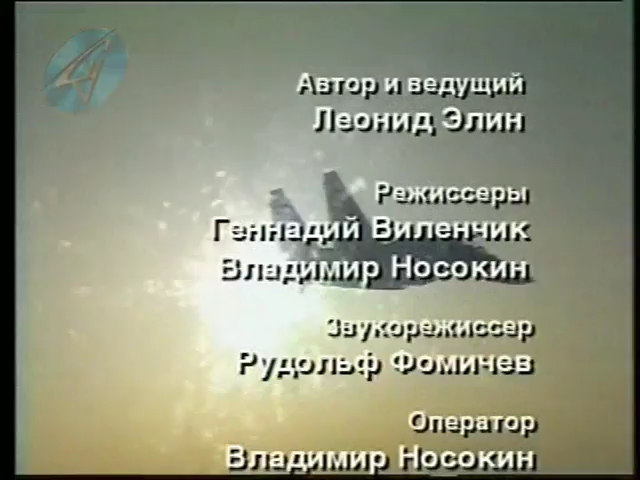 Автор и ведущий
Леонид Элин
Режиссеры
Геннадий Виленчик
Владимир Носокин
Звукорежиссер
Рудольф Фомичев
Оператор
Владимир Носокин